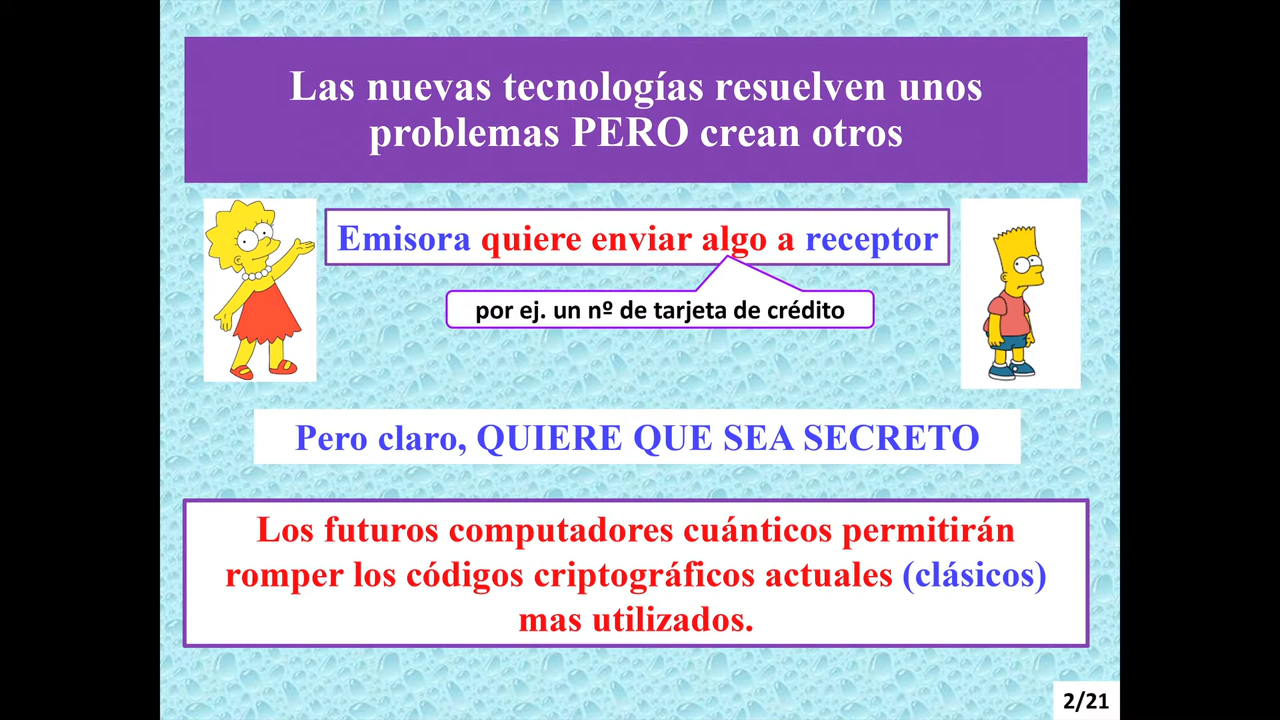 Las nuevas tecnologías resuelven unos
problemas PERO crean otros
Emisora quiere enviar algo a receptor
por ej. un nº de tarjeta de crédito
Pero claro, QUIERE QUE SEA SECRETO
Los futuros computadores cuánticos permitirán
romper los códigos criptográficos actuales (clásicos)
mas utilizados.
2/21